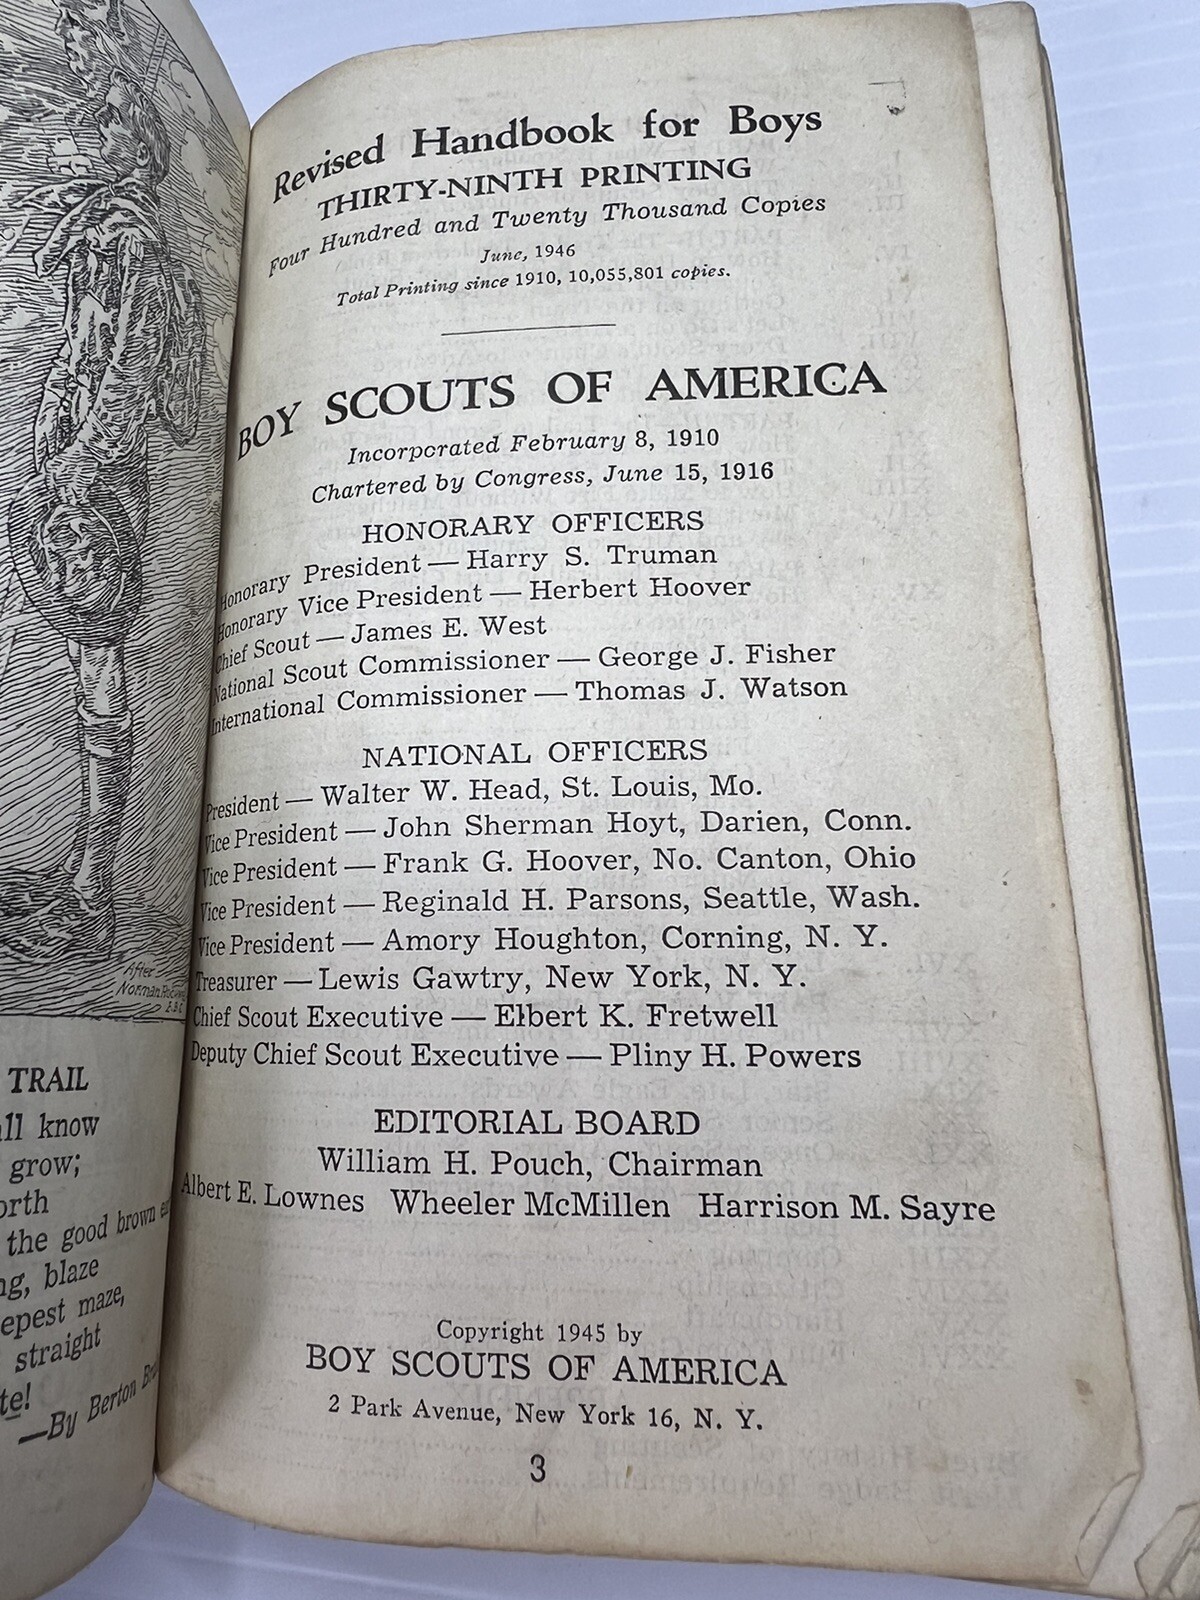 After
Norman
TRAIL
all know
grow;
the good brown
blaze
maze,
straight
—By Berton
Revised Handbook for Boys
THIRTY-NINTH PRINTING
Four Hundred and Twenty Thousand Copies
June, 1946
Total Printing since 1910, 10,055,801 copies.
BOY SCOUTS OF AMERICA
Incorporated February 8, 1910
Chartered by Congress, June 15, 1916
HONORARY OFFICERS
Honorary President — Harry S. Truman
Honorary Vice President — Herbert Hoover
Chief Scout — James E. West
National Scout Commissioner — George J. Fisher
International Commissioner — Thomas J. Watson
NATIONAL OFFICERS
President — Walter W. Head, St. Louis, Mo.
Vice President — John Sherman Hoyt, Darien, Conn.
Vice President — Frank G. Hoover, No. Canton, Ohio
Vice President — Reginald H. Parsons, Seattle, Wash.
Vice President — Amory Houghton, Corning, N. Y.
Treasurer — Lewis Gawtry, New York, N. Y.
Chief Scout Executive — Elbert K. Fretwell
Deputy Chief Scout Executive — Pliny H. Powers
EDITORIAL BOARD
William H. Pouch, Chairman
Albert E. Lownes Wheeler McMillen Harrison M. Sayre
Copyright 1945 by
BOY SCOUTS OF AMERICA
2 Park Avenue, New York 16, N. Y.
3